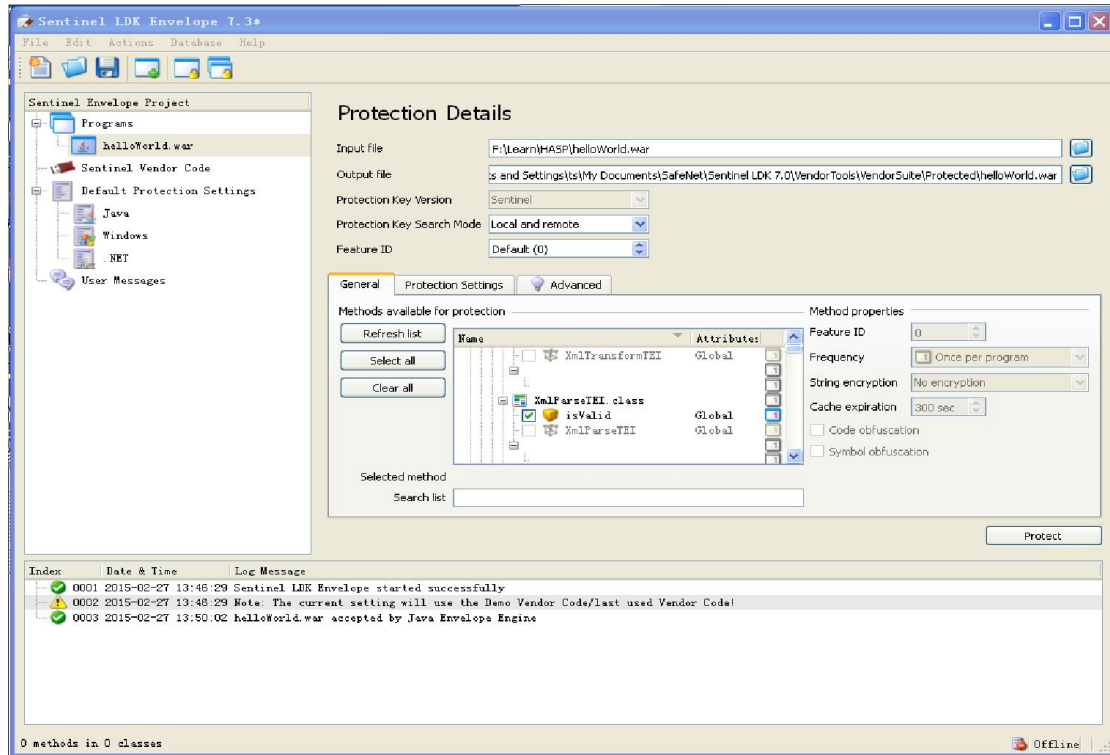 Sentinel LDK Envelope 7.3*
File Edit Actions Database Help
Sentinel Envelope Project
Programs
helloWorld.war
Sentinel Vendor Code
Default Protection Settings
Java
Windows
.NET
User Messages
Protection Details
Input file F:\Learn\HASP\helloWorld.war
Output file ts and Settings\ts\My Documents\SafeNet\Sentinel LDK 7.0\VendorTools\VendorSuite\Protected\helloWorld.war
Protection Key Version Sentinel
Protection Key Search Mode Local and remote
Feature ID Default (0)
General Protection Settings Advanced
Methods available for protection
Refresh list
Select all
Clear all
Name Attributes
XmlTransformTEI Global
XmlParseTEI.class
isValid Global
XmlParseTEI Global
Selected method
Search list
Method properties
Feature ID 0
Frequency Once per program
String encryption No encryption
Cache expiration 300 sec
Code obfuscation
Symbol obfuscation
Protect
Index Date & Time Log Message
0001 2015-02-27 13:46:29 Sentinel LDK Envelope started successfully
0002 2015-02-27 13:46:29 Note: The current setting will use the Demo Vendor Code/last used Vendor Code!
0003 2015-02-27 13:50:02 helloWorld.war accepted by Java Envelope Engine
0 methods in 0 classes
Offline